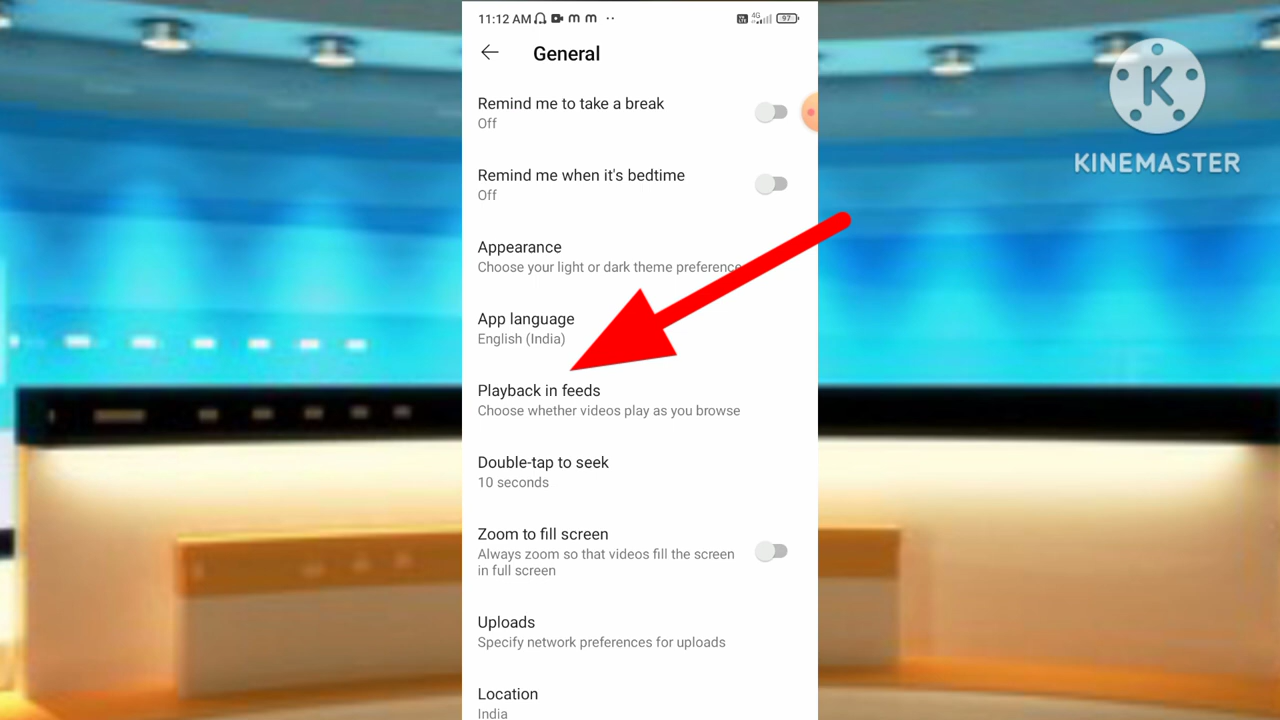 11:12 AM m m ··
4G 97
General
Remind me to take a break
Off
Remind me when it's bedtime
Off
Appearance
Choose your light or dark theme preference
App language
English (India)
Playback in feeds
Choose whether videos play as you browse
Double-tap to seek
10 seconds
Zoom to fill screen
Always zoom so that videos fill the screen
in full screen
Uploads
Specify network preferences for uploads
Location
India
K
KINEMASTER